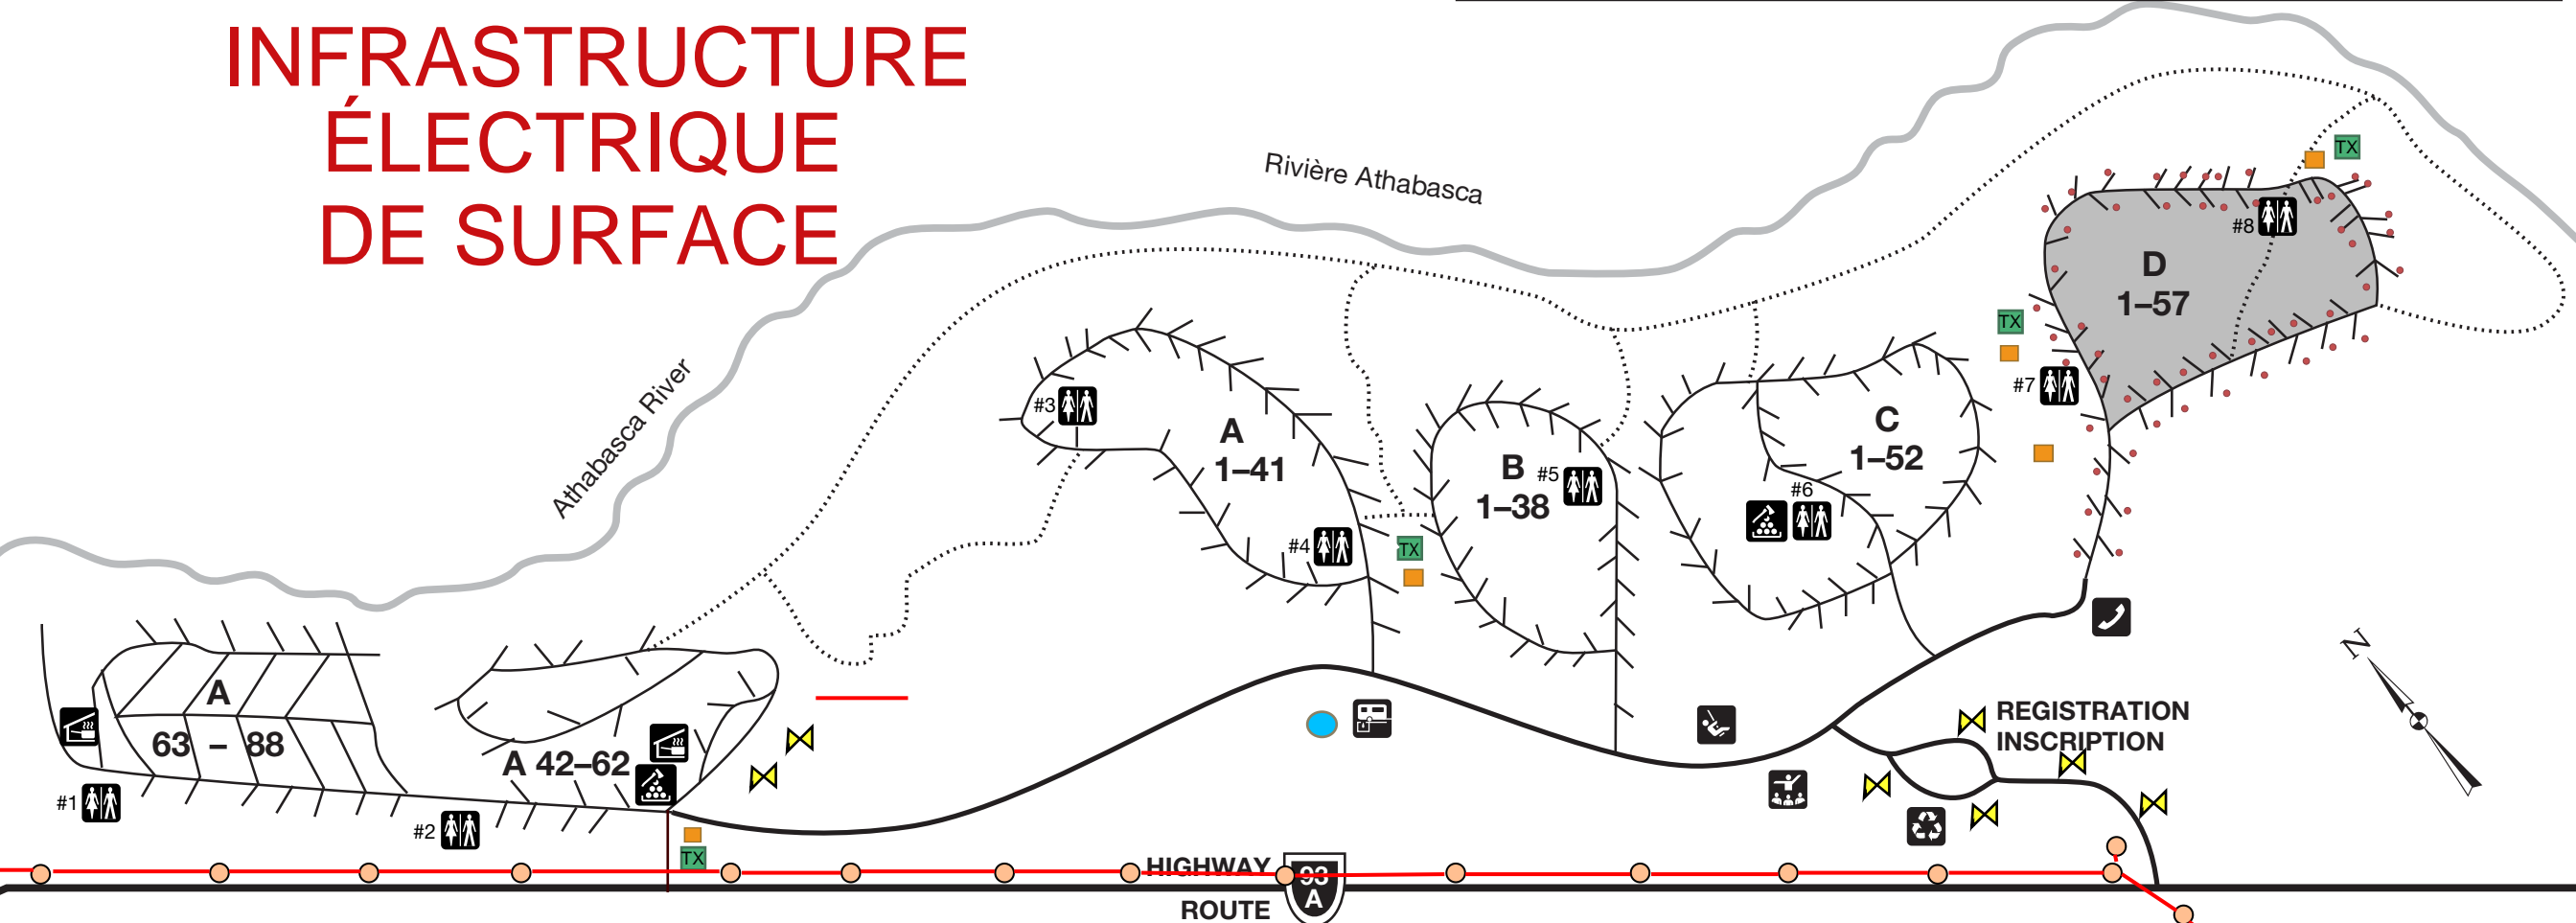 INFRASTRUCTURE
ÉLECTRIQUE
DE SURFACE
Rivière Athabasca
Athabasca River
TX
#8
D
1–57
TX
#7
#3
A
1–41
C
1–52
B
1–38
#5
#6
#4
TX
N
A
63 – 88
A 42–62
REGISTRATION
INSCRIPTION
#1
#2
TX
HIGHWAY
93
A
ROUTE